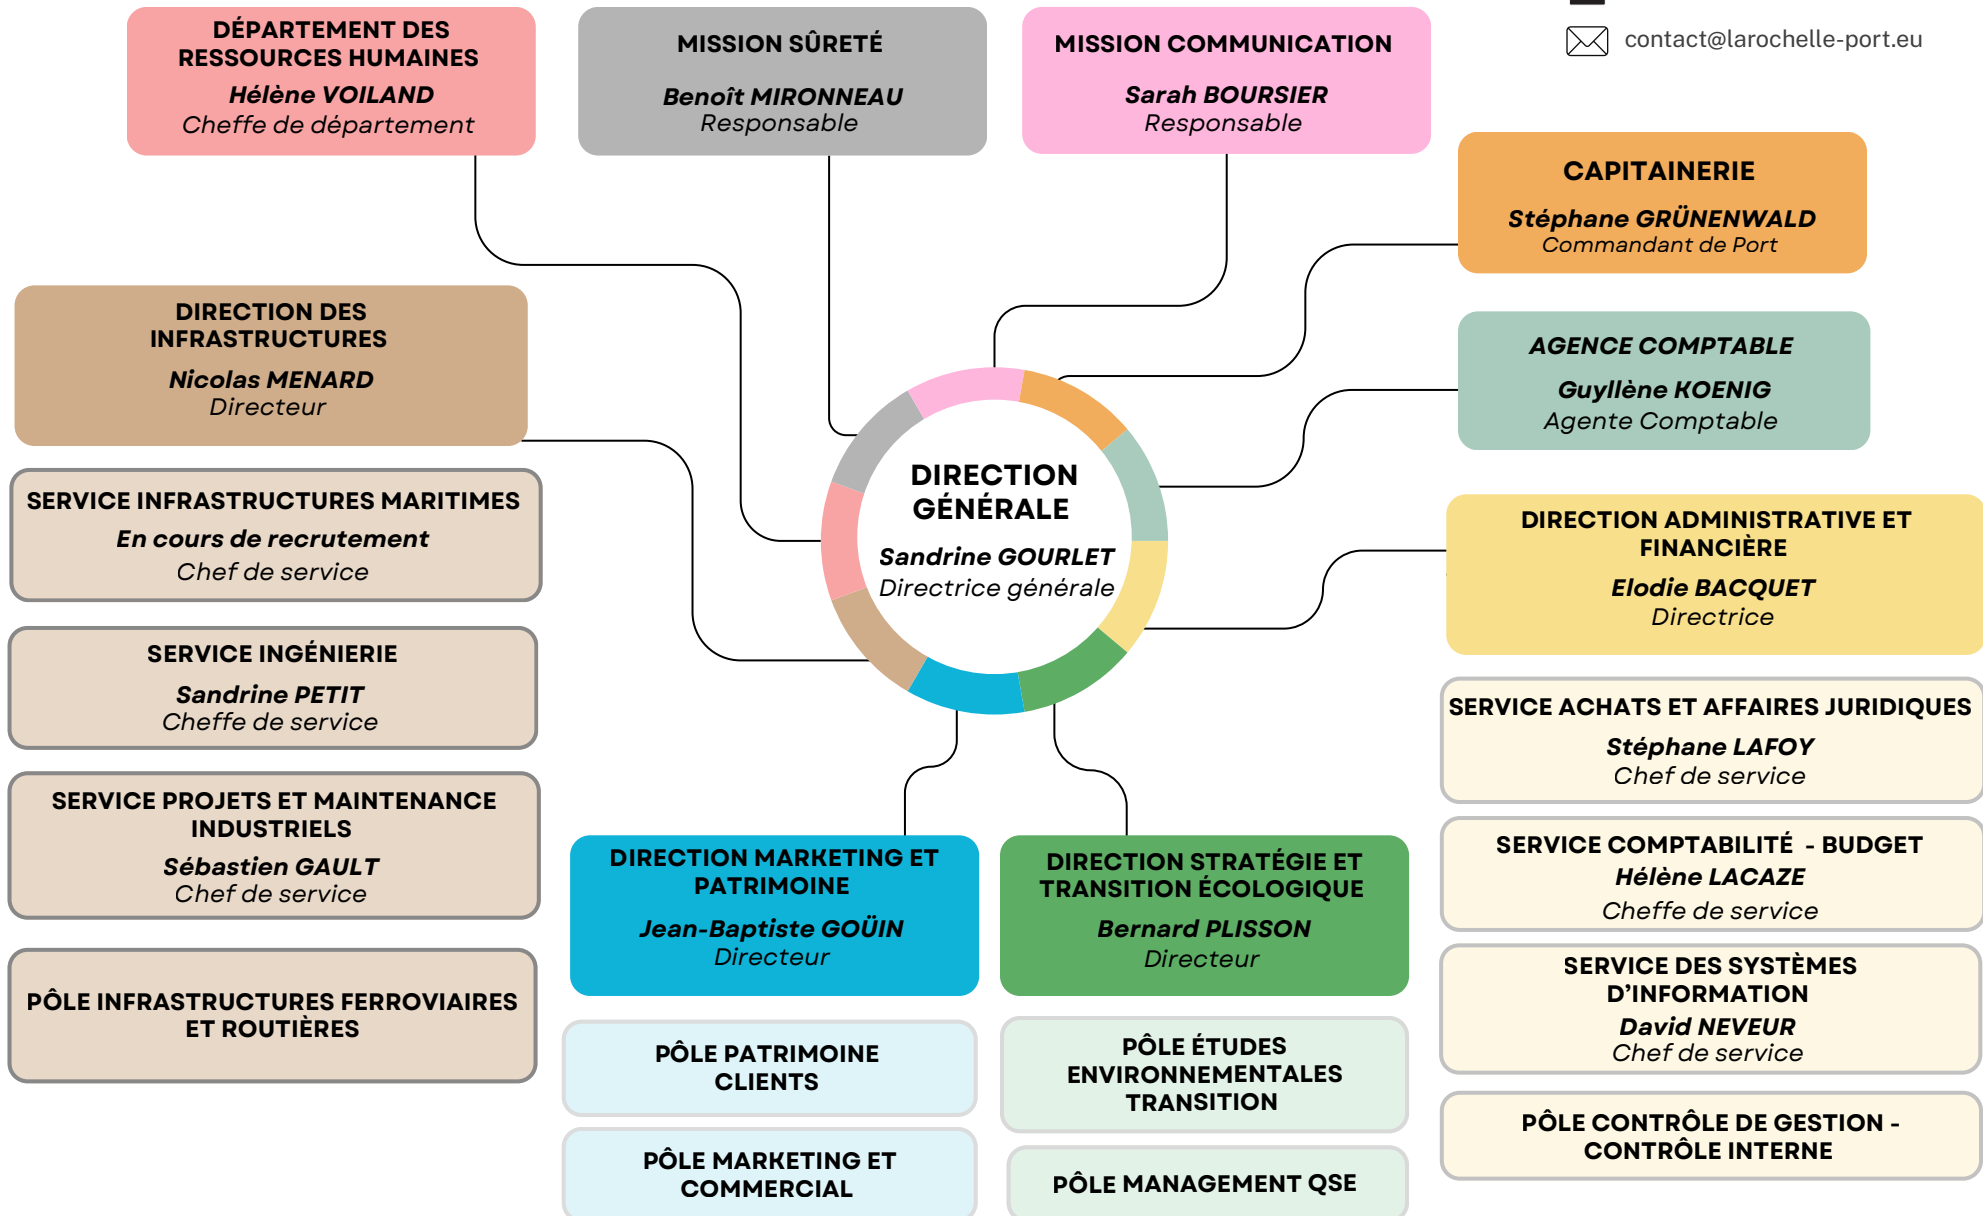 contact@larochelle-port.eu
DÉPARTEMENT DES
RESSOURCES HUMAINES
Hélène VOILAND
Cheffe de département
MISSION SÛRETÉ
Benoît MIRONNEAU
Responsable
MISSION COMMUNICATION
Sarah BOURSIER
Responsable
CAPITAINERIE
Stéphane GRÜNENWALD
Commandant de Port
AGENCE COMPTABLE
Guyllène KOENIG
Agente Comptable
DIRECTION DES
INFRASTRUCTURES
Nicolas MENARD
Directeur
SERVICE INFRASTRUCTURES MARITIMES
En cours de recrutement
Chef de service
SERVICE INGÉNIERIE
Sandrine PETIT
Cheffe de service
SERVICE PROJETS ET MAINTENANCE
INDUSTRIELS
Sébastien GAULT
Chef de service
PÔLE INFRASTRUCTURES FERROVIAIRES
ET ROUTIÈRES
DIRECTION
GÉNÉRALE
Sandrine GOURLET
Directrice générale
DIRECTION MARKETING ET
PATRIMOINE
Jean-Baptiste GOÜIN
Directeur
PÔLE PATRIMOINE
CLIENTS
PÔLE MARKETING ET
COMMERCIAL
DIRECTION STRATÉGIE ET
TRANSITION ÉCOLOGIQUE
Bernard PLISSON
Directeur
PÔLE ÉTUDES
ENVIRONNEMENTALES
TRANSITION
PÔLE MANAGEMENT QSE
DIRECTION ADMINISTRATIVE ET
FINANCIÈRE
Elodie BACQUET
Directrice
SERVICE ACHATS ET AFFAIRES JURIDIQUES
Stéphane LAFOY
Chef de service
SERVICE COMPTABILITÉ - BUDGET
Hélène LACAZE
Cheffe de service
SERVICE DES SYSTÈMES
D’INFORMATION
David NEVEUR
Chef de service
PÔLE CONTRÔLE DE GESTION -
CONTRÔLE INTERNE